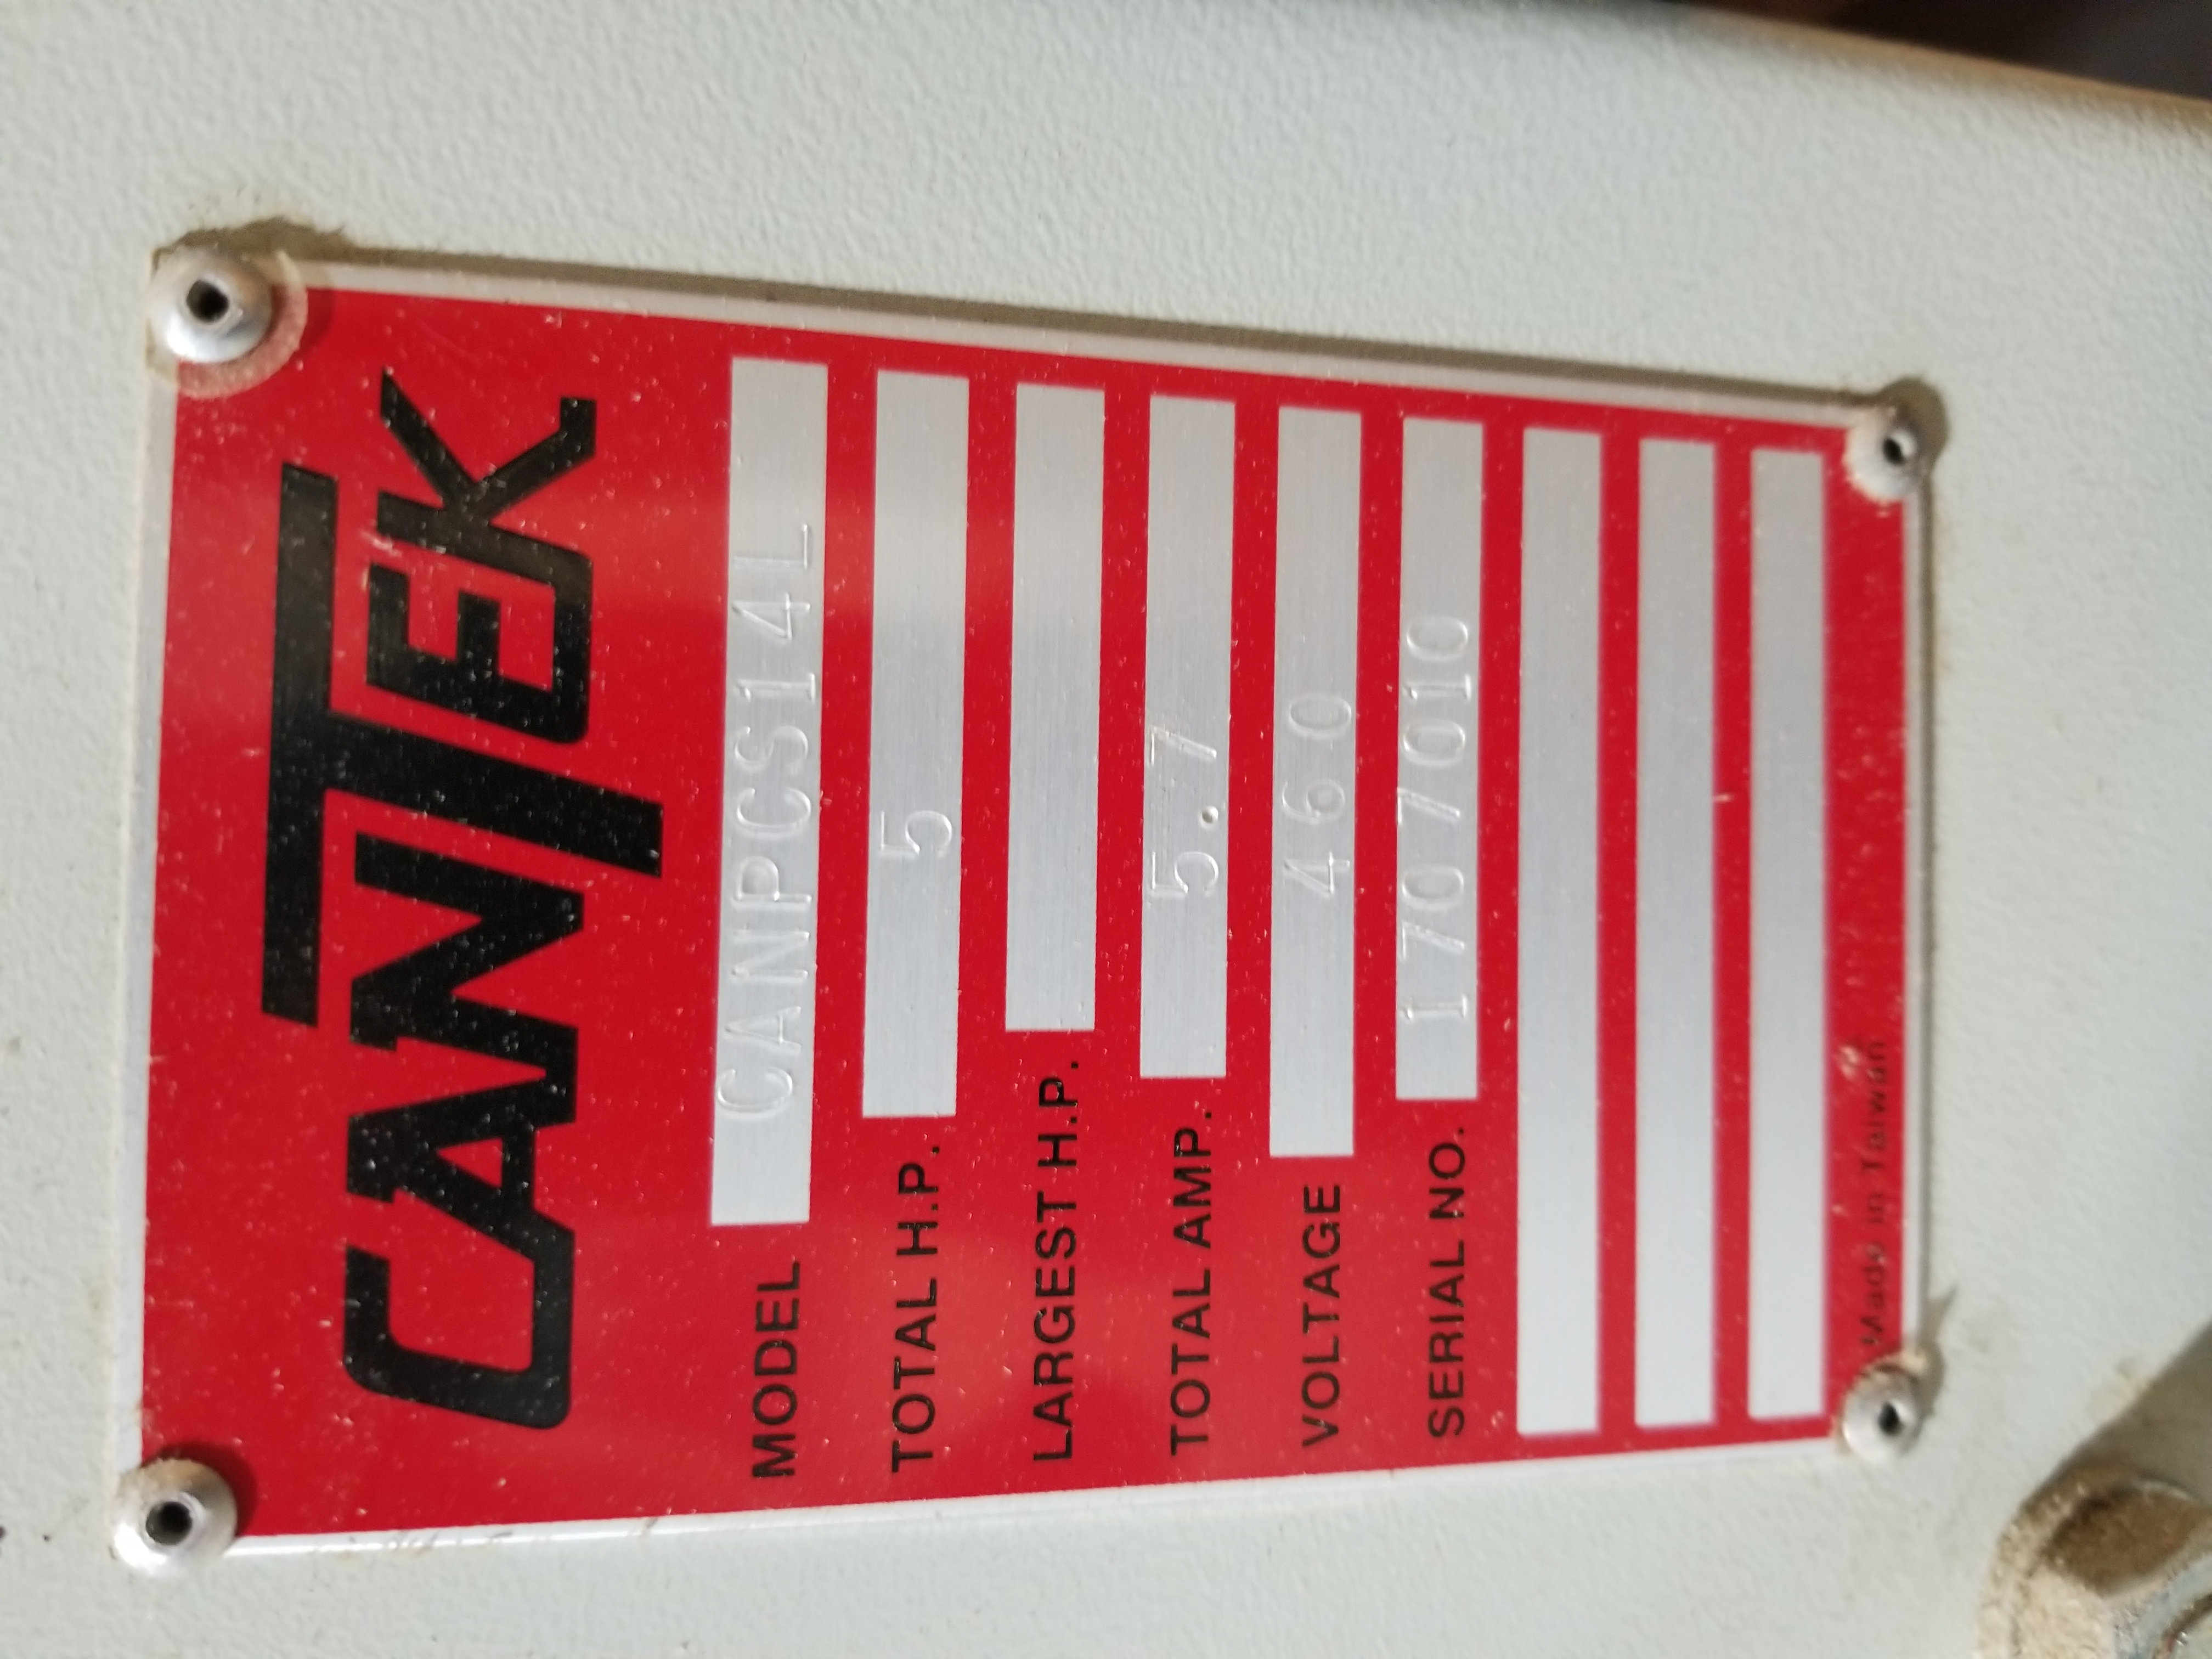 CANTEK
MODEL CANPCS14L
TOTAL H.P. 5
LARGEST H.P.
TOTAL AMP. 5.7
VOLTAGE 460
SERIAL NO. 1707010
Made in Taiwan